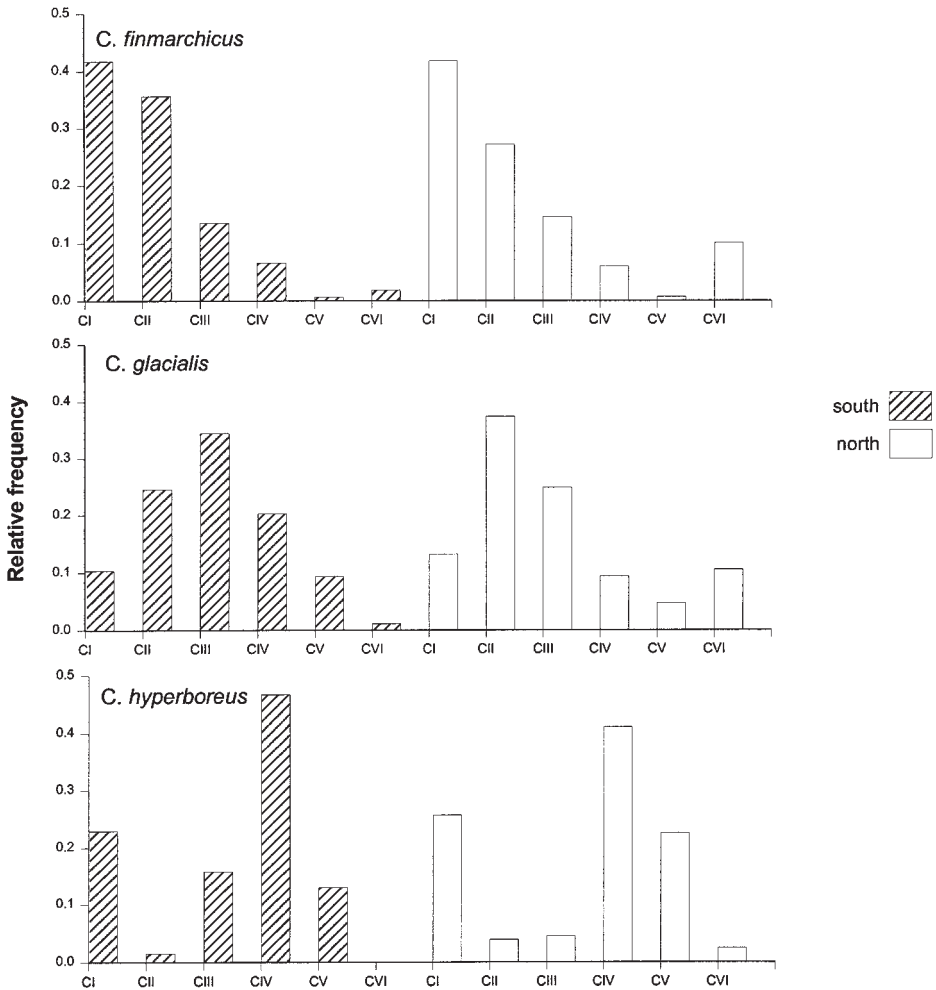 0.5
C. finmarchicus
0.4
0.3
0.2
0.1
0.0
CI CII CIII CIV CV CVI CI CII CIII CIV CV CVI
0.5
C. glacialis
0.4
0.3
0.2
0.1
0.0
CI CII CIII CIV CV CVI CI CII CIII CIV CV CVI
0.5
C. hyperboreus
0.4
0.3
0.2
0.1
0.0
CI CII CIII CIV CV CVI CI CII CIII CIV CV CVI
Relative frequency
south
north